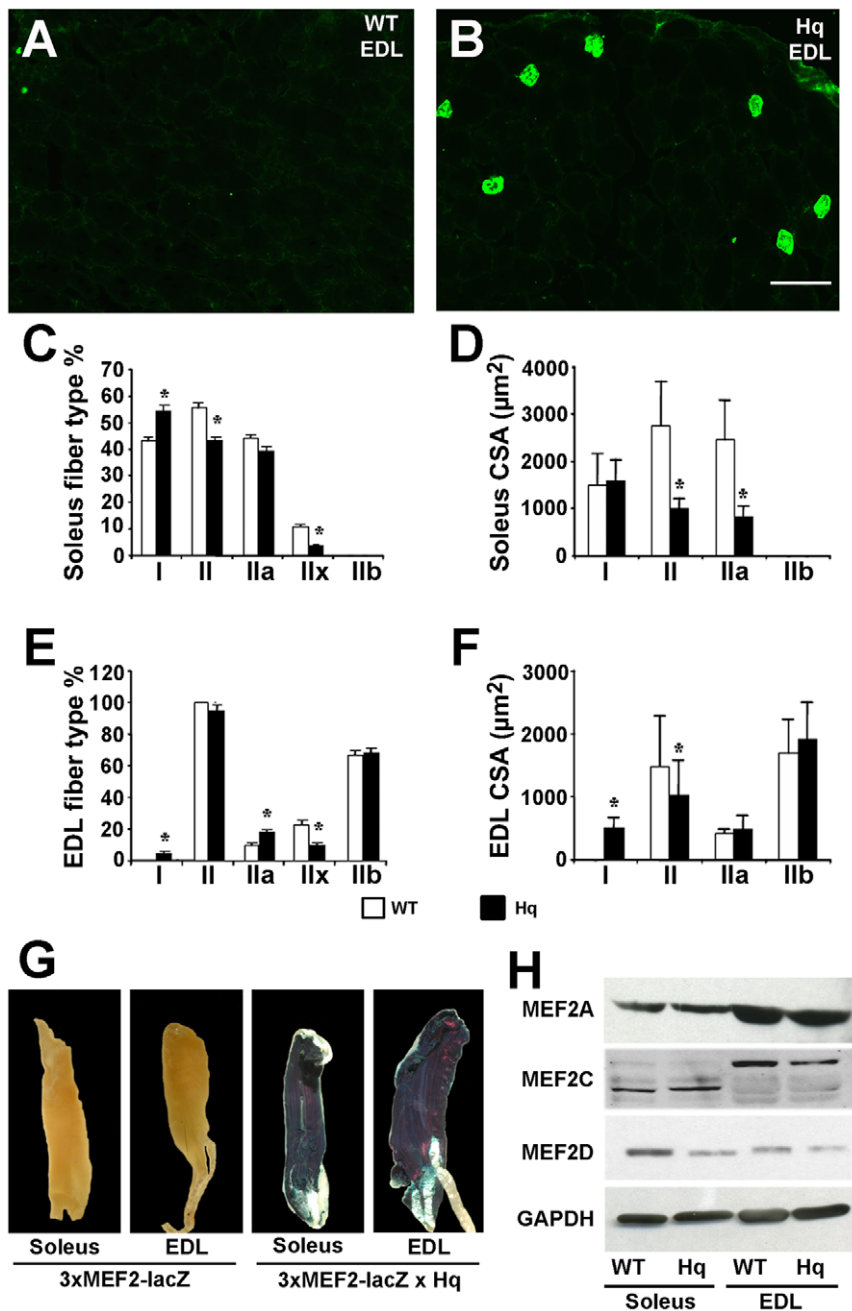 A
WT
EDL
B
Hq
EDL
C
Soleus fiber type %
70
60
50
40
30
20
10
0
*
*
*
I II IIa IIx IIb
D
Soleus CSA (µm2)
4000
3000
2000
1000
0
*
*
I II IIa IIb
E
EDL fiber type %
120
100
80
60
40
20
0
*
*
*
I II IIa IIx IIb
F
EDL CSA (µm2)
3000
2000
1000
0
*
*
I II IIa IIb
WT Hq
G
Soleus EDL Soleus EDL
3xMEF2-lacZ 3xMEF2-lacZ x Hq
H
MEF2A
MEF2C
MEF2D
GAPDH
WT Hq WT Hq
Soleus EDL